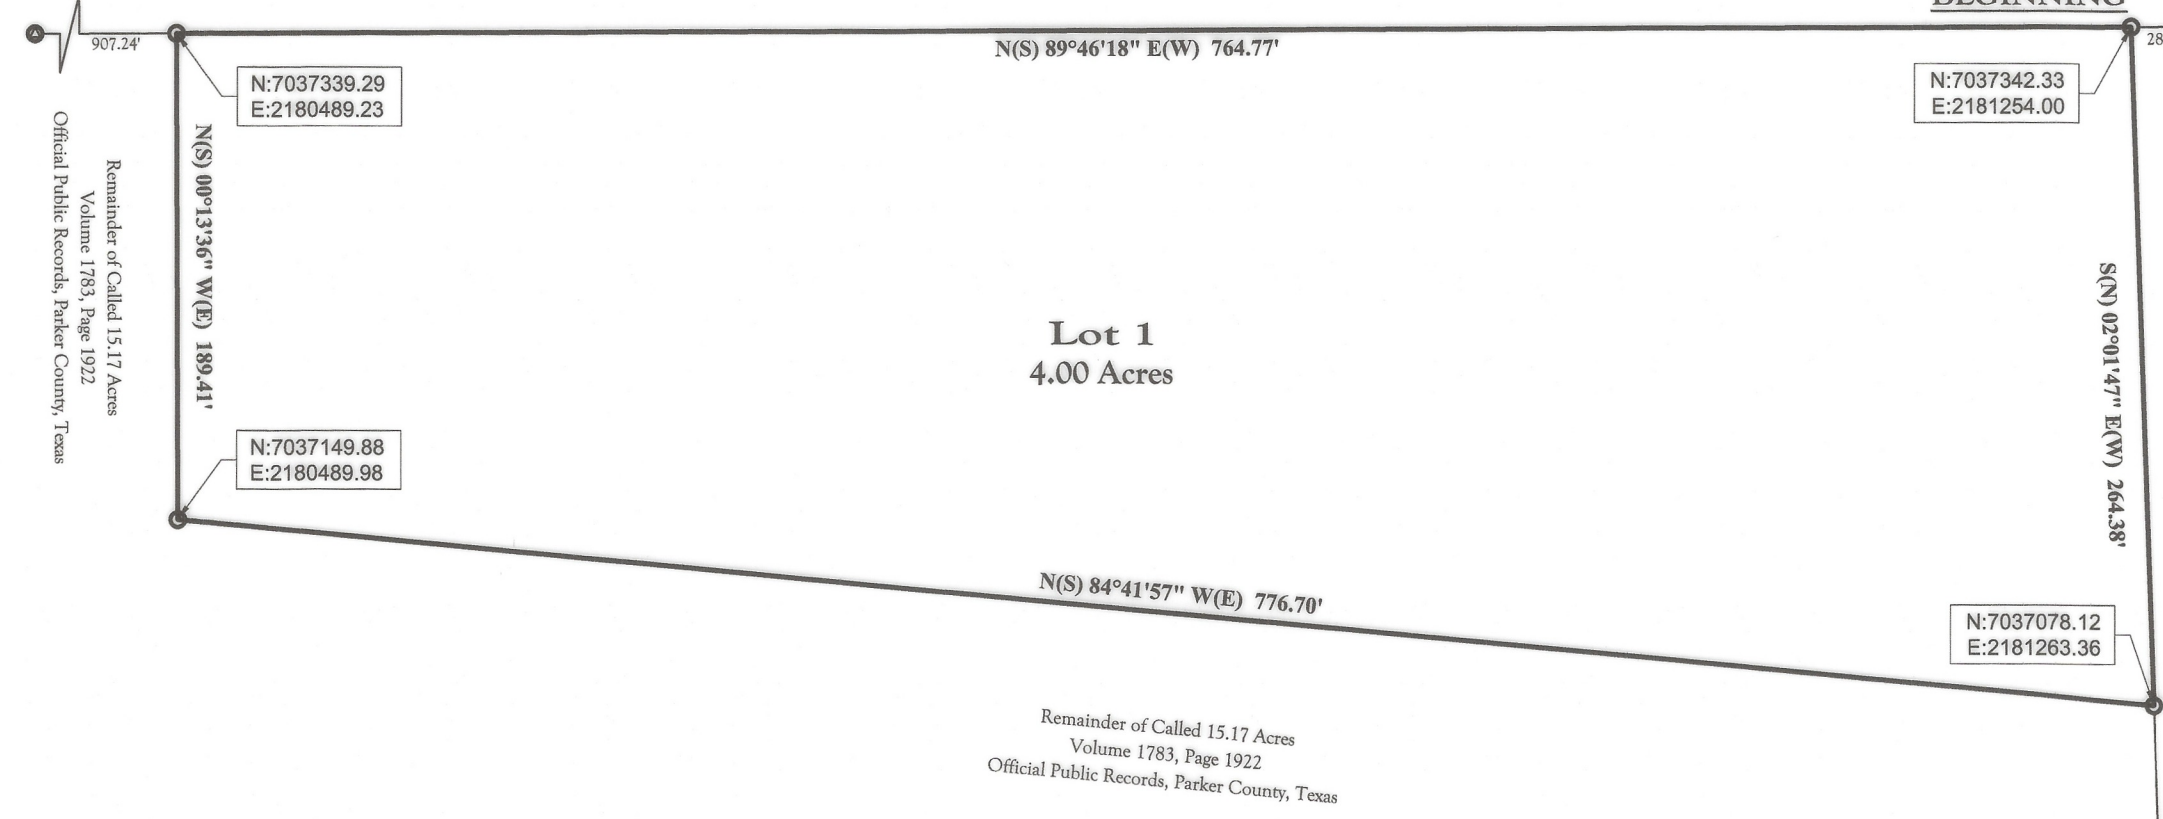 BEGINNING
907.24'
N(S) 89°46'18" E(W) 764.77'
28
N:7037339.29
E:2180489.23
N:7037342.33
E:2181254.00
N(S) 00°13'36" W(E) 189.41'
Remainder of Called 15.17 Acres
Volume 1783, Page 1922
Official Public Records, Parker County, Texas
S(N) 02°01'47" E(W) 264.38'
Lot 1
4.00 Acres
N:7037149.88
E:2180489.98
N(S) 84°41'57" W(E) 776.70'
N:7037078.12
E:2181263.36
Remainder of Called 15.17 Acres
Volume 1783, Page 1922
Official Public Records, Parker County, Texas